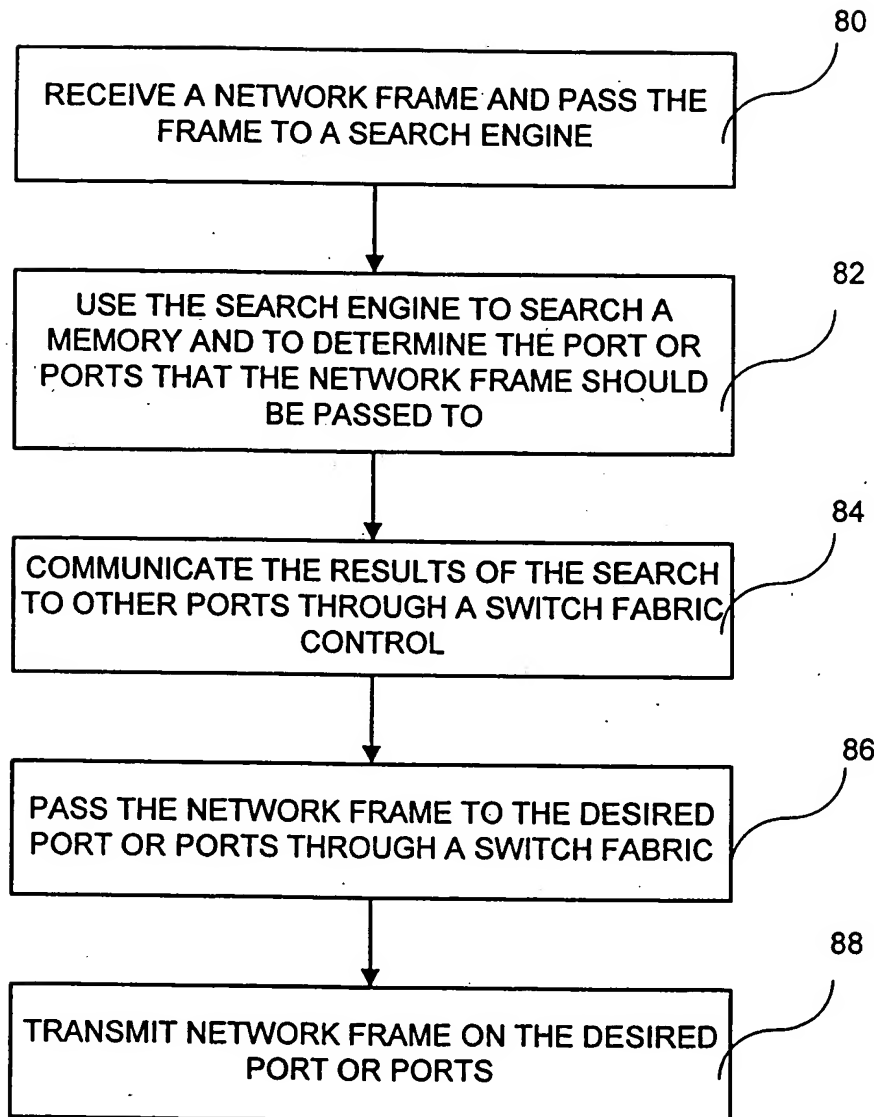 80
RECEIVE A NETWORK FRAME AND PASS THE
FRAME TO A SEARCH ENGINE
82
USE THE SEARCH ENGINE TO SEARCH A
MEMORY AND TO DETERMINE THE PORT OR
PORTS THAT THE NETWORK FRAME SHOULD
BE PASSED TO
84
COMMUNICATE THE RESULTS OF THE SEARCH
TO OTHER PORTS THROUGH A SWITCH FABRIC
CONTROL
86
PASS THE NETWORK FRAME TO THE DESIRED
PORT OR PORTS THROUGH A SWITCH FABRIC
88
TRANSMIT NETWORK FRAME ON THE DESIRED
PORT OR PORTS